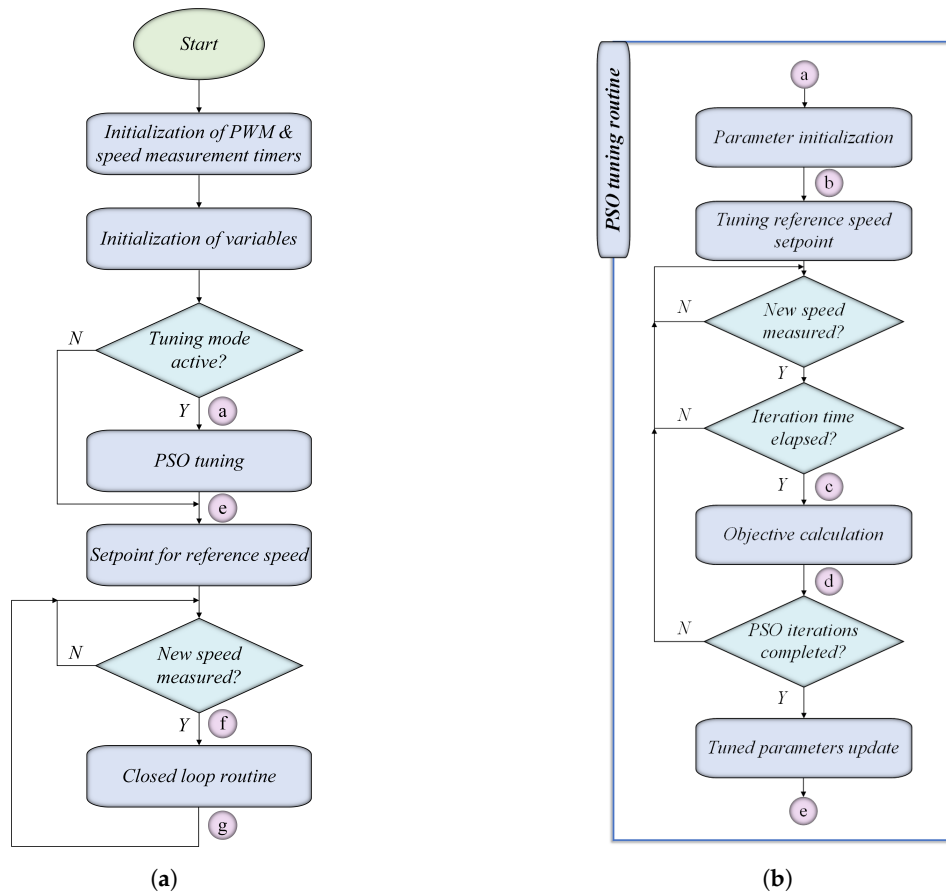 Start
Initialization of PWM &
speed measurement timers
Initialization of variables
Tuning mode
active?
N
Y
a
PSO tuning
e
Setpoint for reference speed
New speed
measured?
N
Y
f
Closed loop routine
g
(a)
PSO tuning routine
a
Parameter initialization
b
Tuning reference speed
setpoint
New speed
measured?
N
Y
Iteration time
elapsed?
N
Y
c
Objective calculation
d
PSO iterations
completed?
N
Y
Tuned parameters update
e
(b)